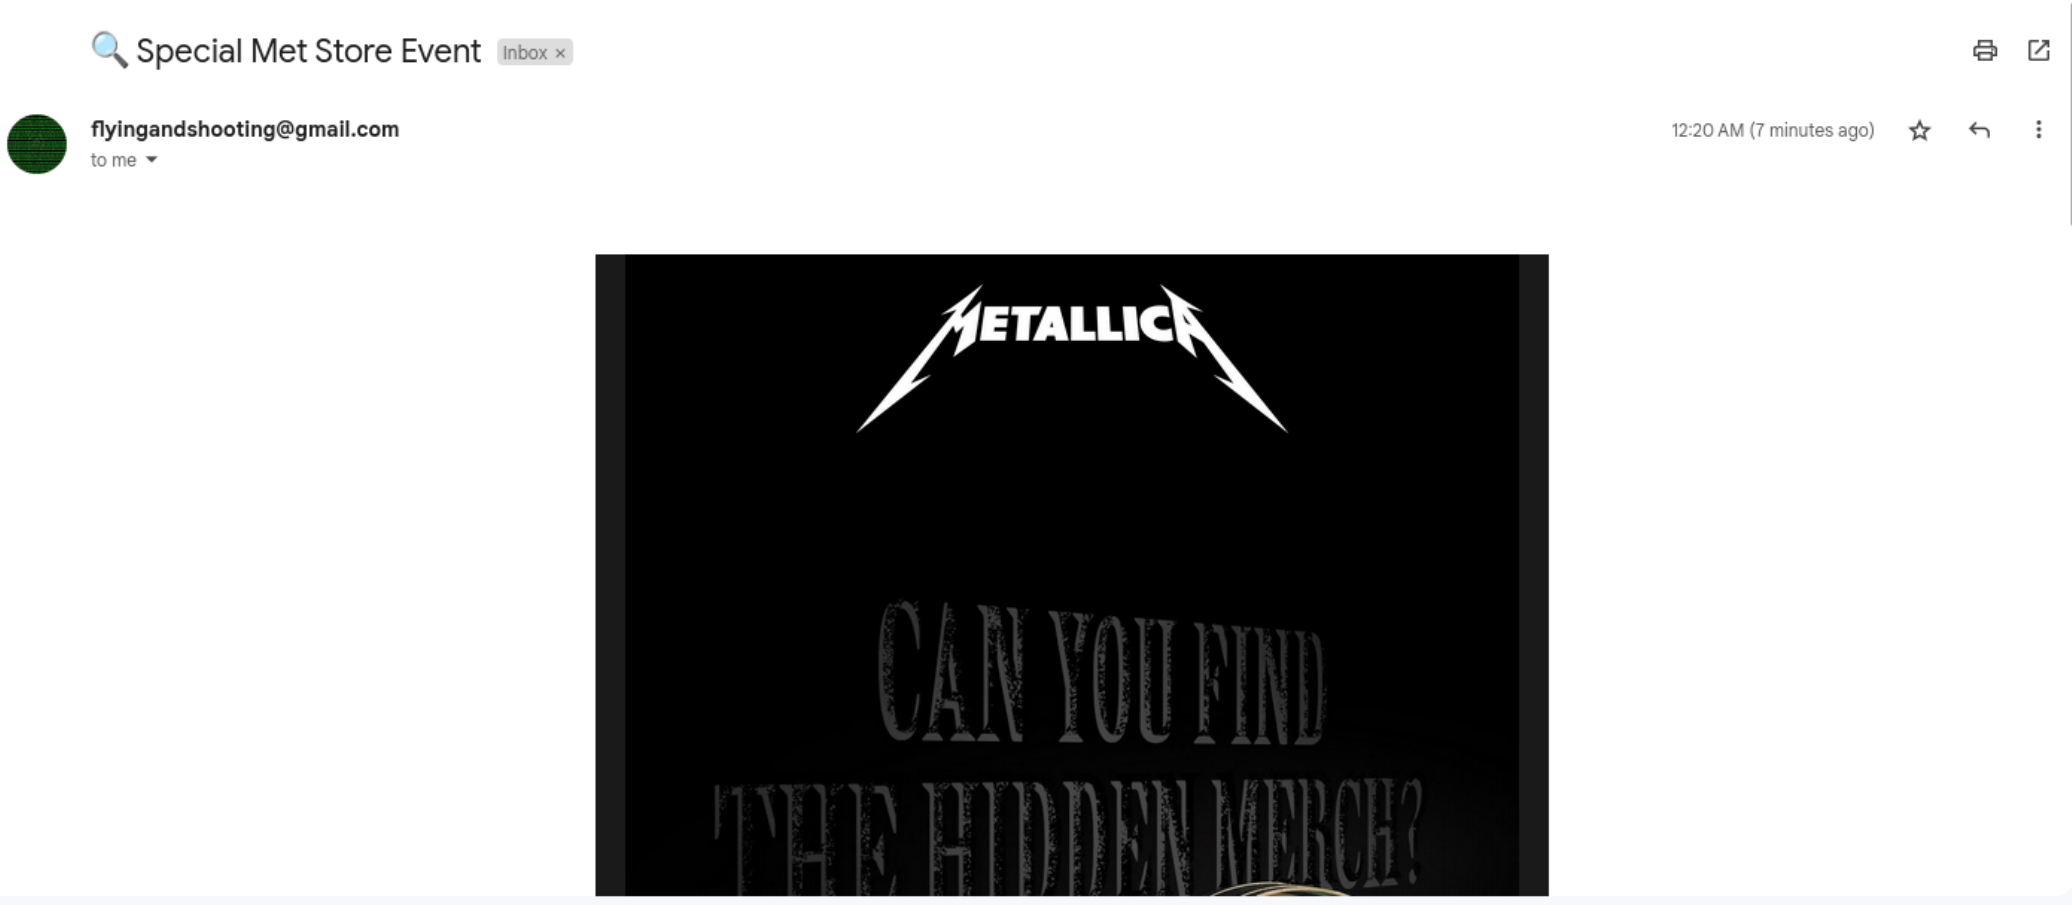 🔍 Special Met Store Event Inbox ×
flyingandshooting@gmail.com 12:20 AM (7 minutes ago)
to me
METALLICA
CAN YOU FIND
THE HIDDEN MERCH?